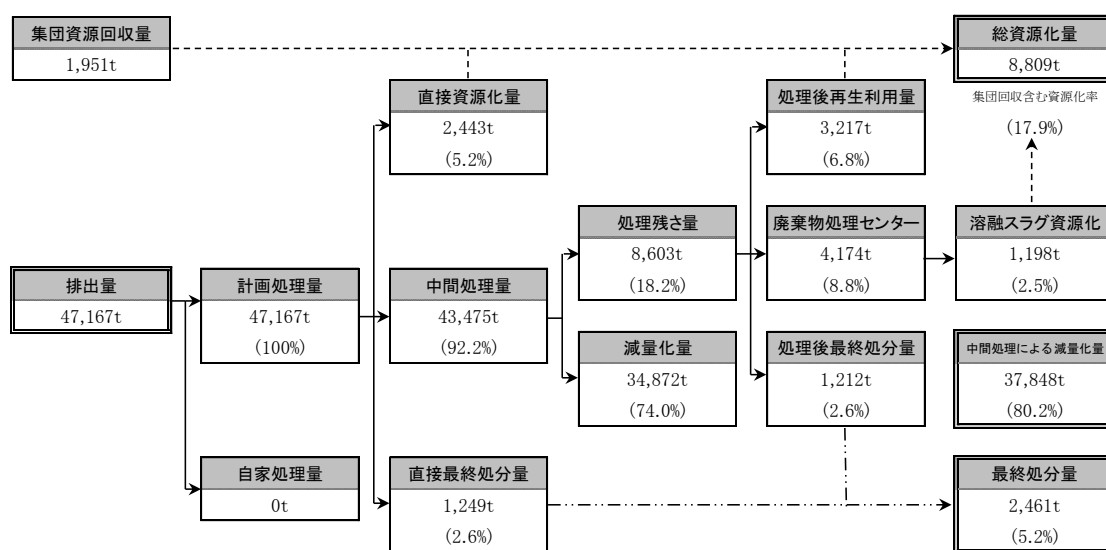 集団資源回収量
1,951t
総資源化量
8,809t
集団回収含む資源化率
(17.9%)
直接資源化量
2,443t
(5.2%)
処理後再生利用量
3,217t
(6.8%)
処理残さ量
8,603t
(18.2%)
廃棄物処理センター
4,174t
(8.8%)
溶融スラグ資源化
1,198t
(2.5%)
排出量
47,167t
計画処理量
47,167t
(100%)
中間処理量
43,475t
(92.2%)
減量化量
34,872t
(74.0%)
処理後最終処分量
1,212t
(2.6%)
中間処理による減量化量
37,848t
(80.2%)
自家処理量
0t
直接最終処分量
1,249t
(2.6%)
最終処分量
2,461t
(5.2%)